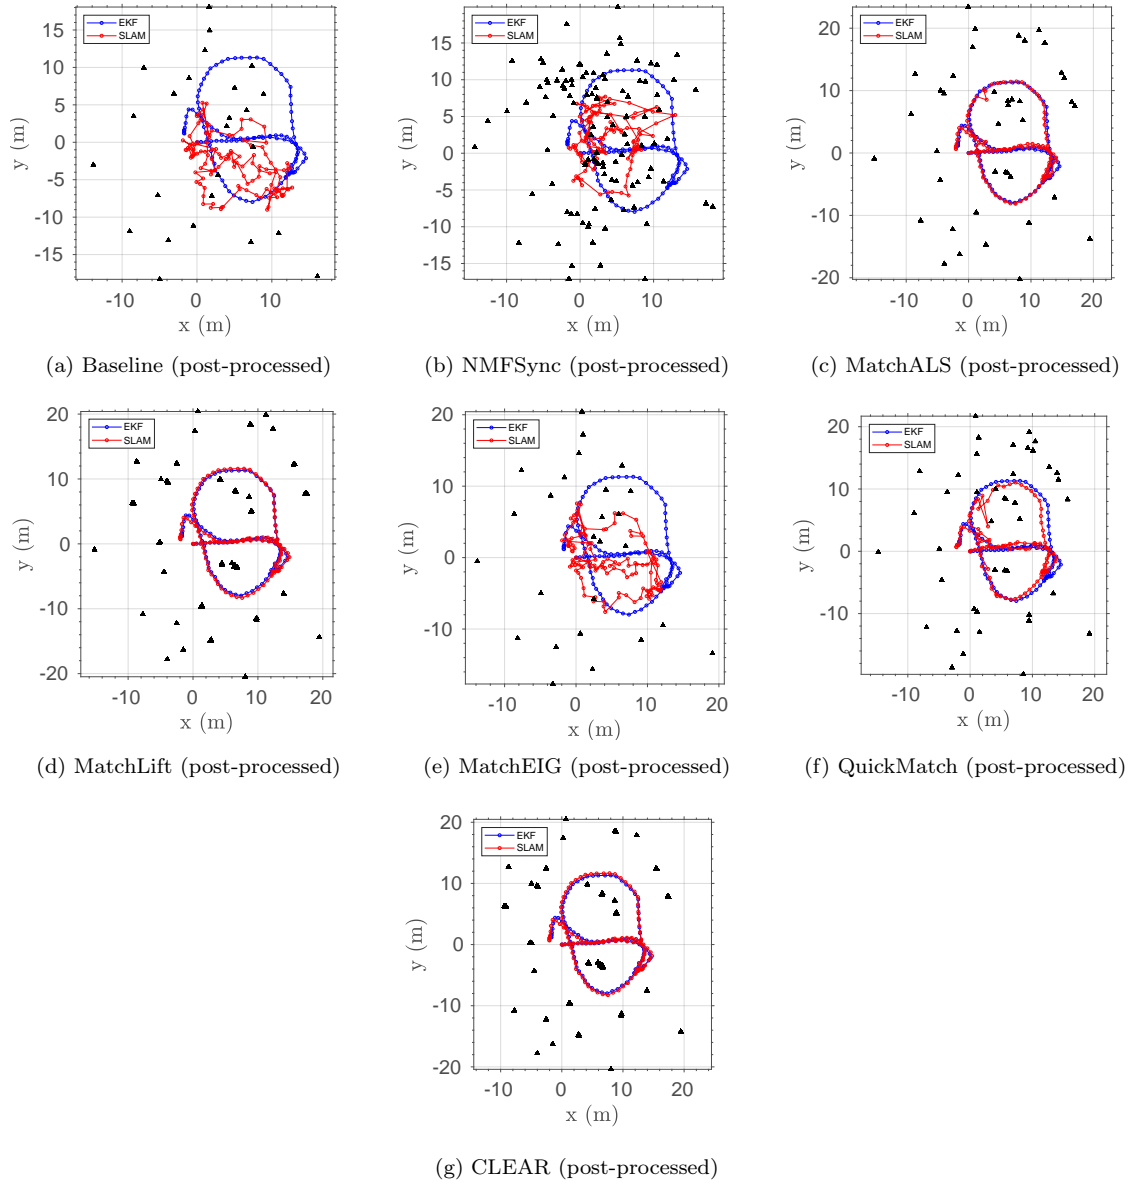 EKF
SLAM
15
10
5
0
-5
-10
-15
y (m)
-10
0
10
x (m)
(a) Baseline (post-processed)
EKF
SLAM
15
10
5
0
-5
-10
-15
y (m)
-10
0
10
x (m)
(b) NMFSync (post-processed)
EKF
SLAM
20
10
0
-10
-20
y (m)
-10
0
10
20
x (m)
(c) MatchALS (post-processed)
EKF
SLAM
20
10
0
-10
-20
y (m)
-10
0
10
20
x (m)
(d) MatchLift (post-processed)
EKF
SLAM
20
10
0
-10
y (m)
-10
0
10
20
x (m)
(e) MatchEIG (post-processed)
EKF
SLAM
20
10
0
-10
y (m)
-10
0
10
20
x (m)
(f) QuickMatch (post-processed)
EKF
SLAM
20
10
0
-10
-20
y (m)
-10
0
10
20
x (m)
(g) CLEAR (post-processed)